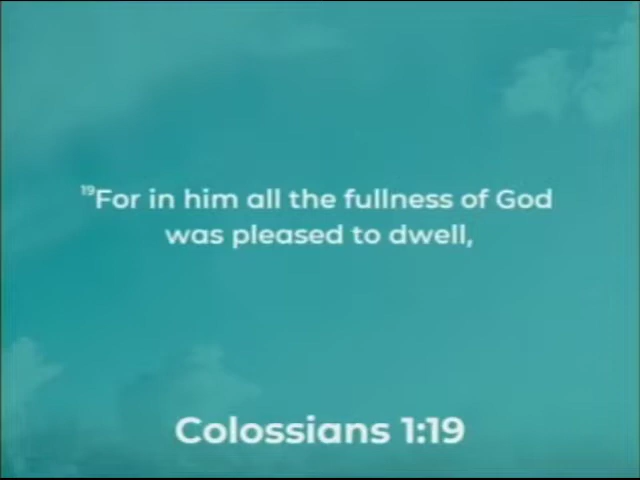 ¹⁹For in him all the fullness of God
was pleased to dwell,
Colossians 1:19